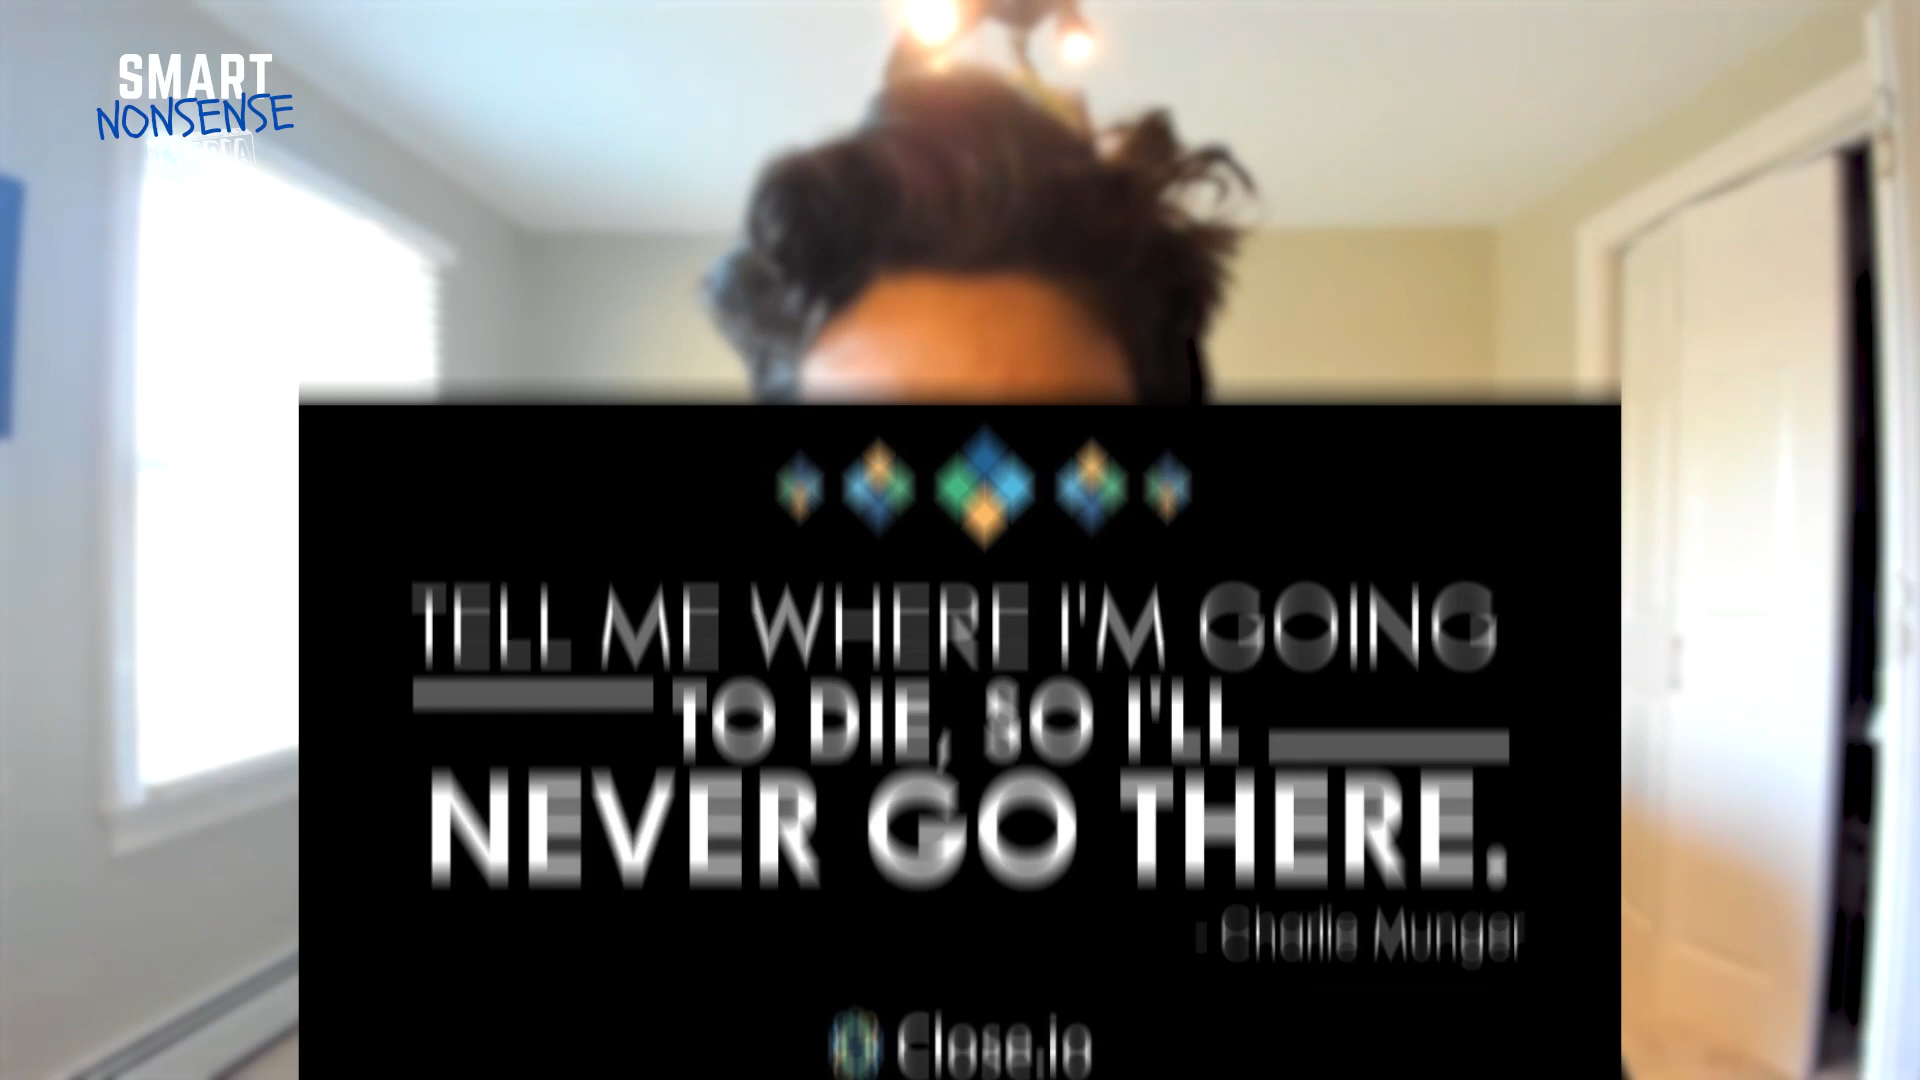 SMART
NONSENSE
TELL ME WHERE I'M GOING
TO DIE, SO I'LL
NEVER GO THERE.
- Charlie Munger
Close.io